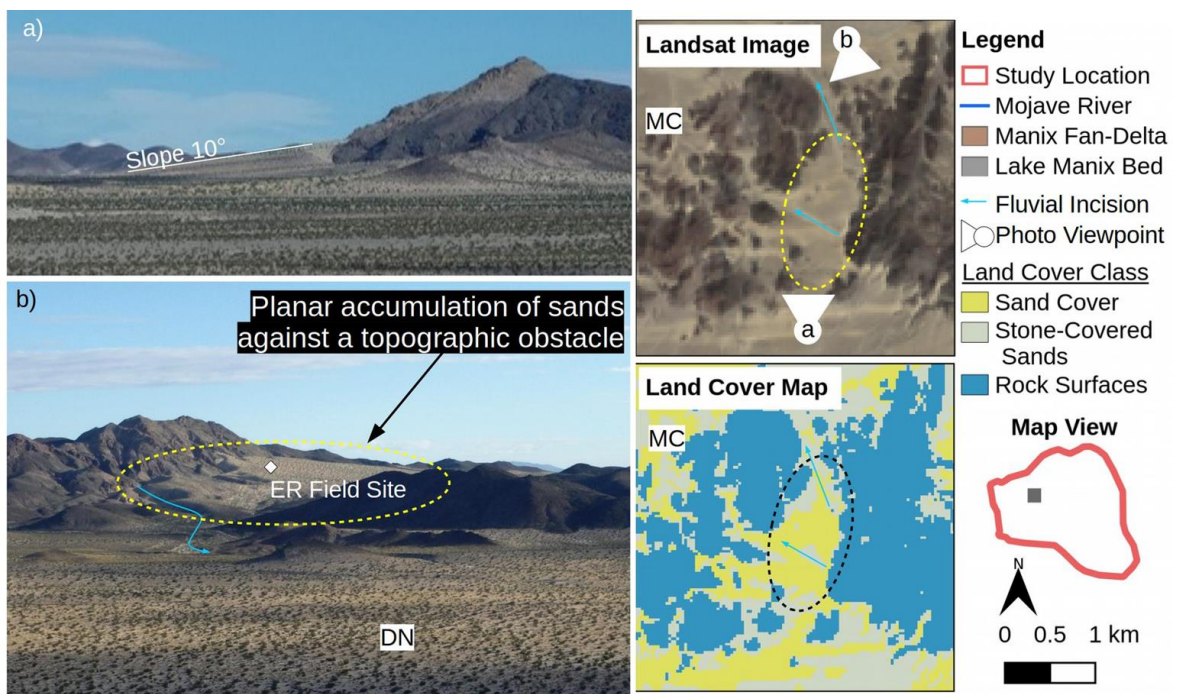 a)
Slope 10°
b)
Planar accumulation of sands
against a topographic obstacle
ER Field Site
DN
Landsat Image
b
MC
a
Land Cover Map
MC
Legend
Study Location
Mojave River
Manix Fan-Delta
Lake Manix Bed
Fluvial Incision
Photo Viewpoint
Land Cover Class
Sand Cover
Stone-Covered
Sands
Rock Surfaces
Map View
N
0 0.5 1 km